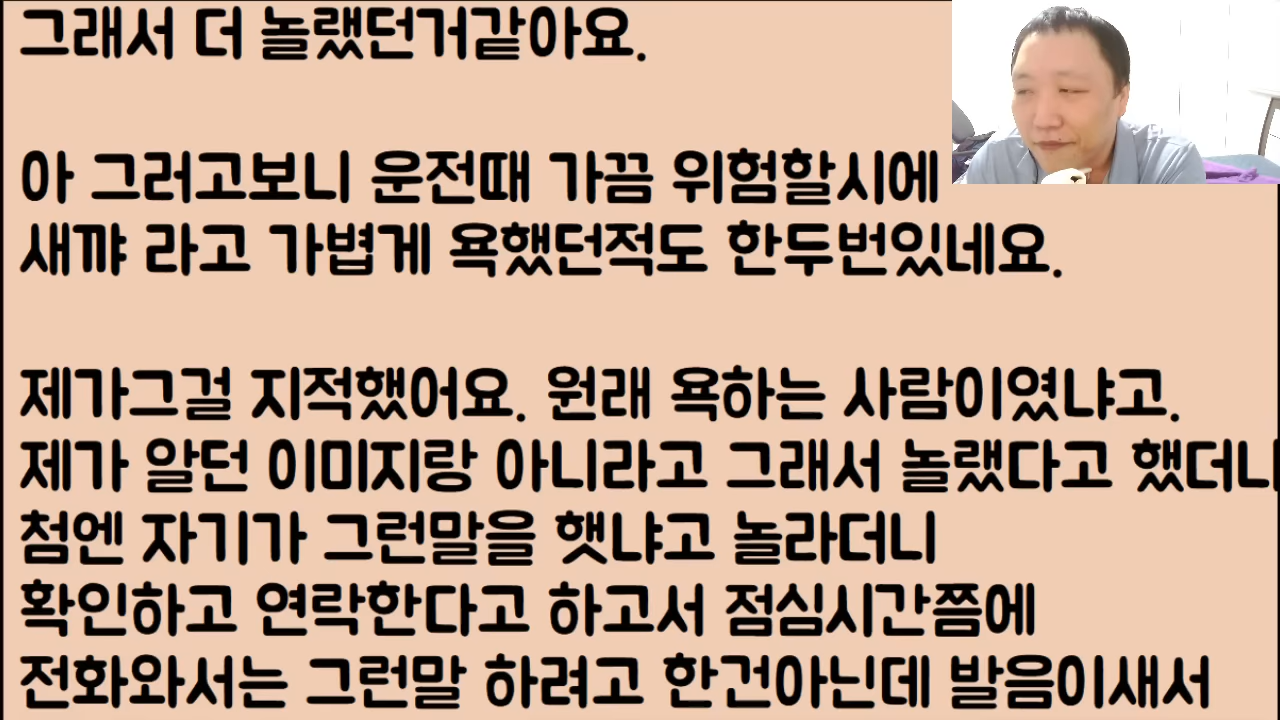 그래서 더 놀랬던거같아요.
아 그러고보니 운전때 가끔 위험할시에
새꺄 라고 가볍게 욕했던적도 한두번있네요.
제가그걸 지적했어요. 원래 욕하는 사람이였냐고.
제가 알던 이미지랑 아니라고 그래서 놀랬다고 했더니
첨엔 자기가 그런말을 햇냐고 놀라더니
확인하고 연락한다고 하고서 점심시간쯤에
전화와서는 그런말 하려고 한건아닌데 발음이새서